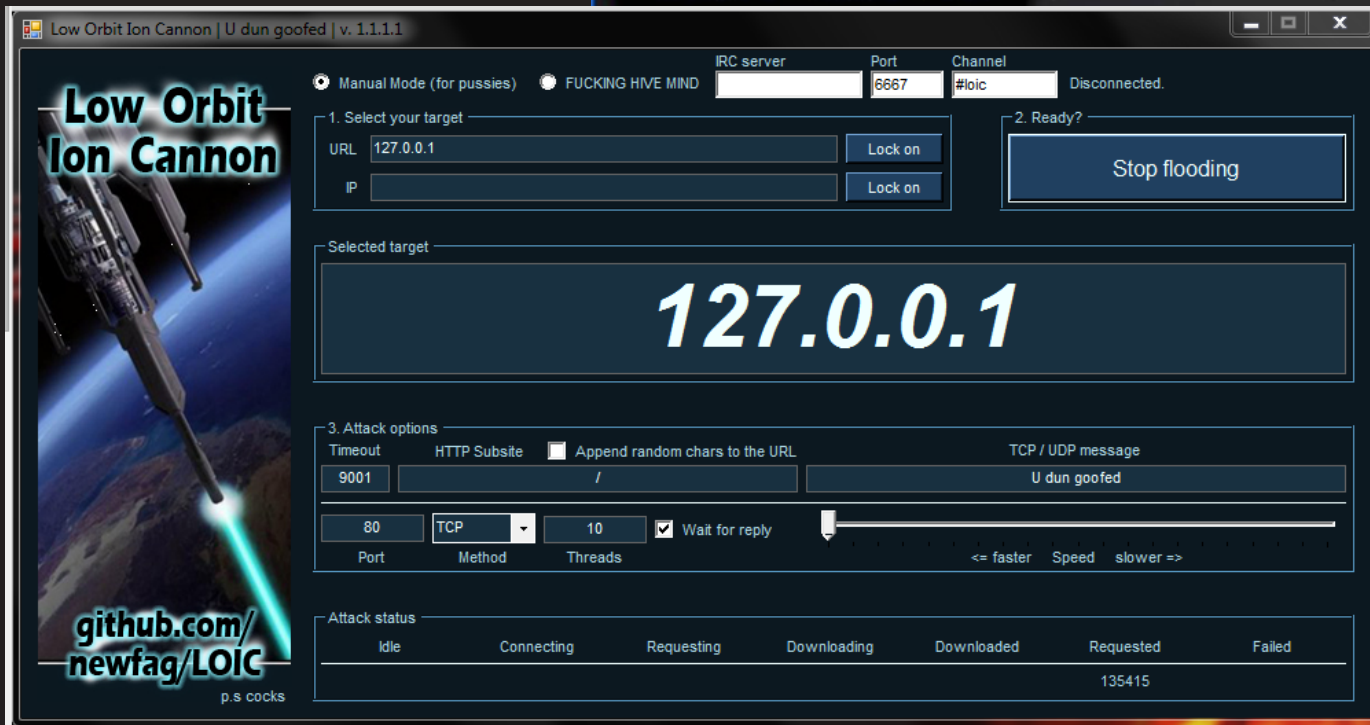 Low Orbit Ion Cannon | U dun goofed | v. 1.1.1.1
Low Orbit
Ion Cannon
github.com/
newfag/LOIC
p.s cocks
Manual Mode (for pussies)
FUCKING HIVE MIND
IRC server
Port
6667
Channel
#loic
Disconnected.
1. Select your target
URL
127.0.0.1
Lock on
IP
Lock on
2. Ready?
Stop flooding
Selected target
127.0.0.1
3. Attack options
Timeout
HTTP Subsite
Append random chars to the URL
TCP / UDP message
9001
/
U dun goofed
80
TCP
10
Wait for reply
Port
Method
Threads
<= faster
Speed
slower =>
Attack status
Idle
Connecting
Requesting
Downloading
Downloaded
Requested
Failed
135415